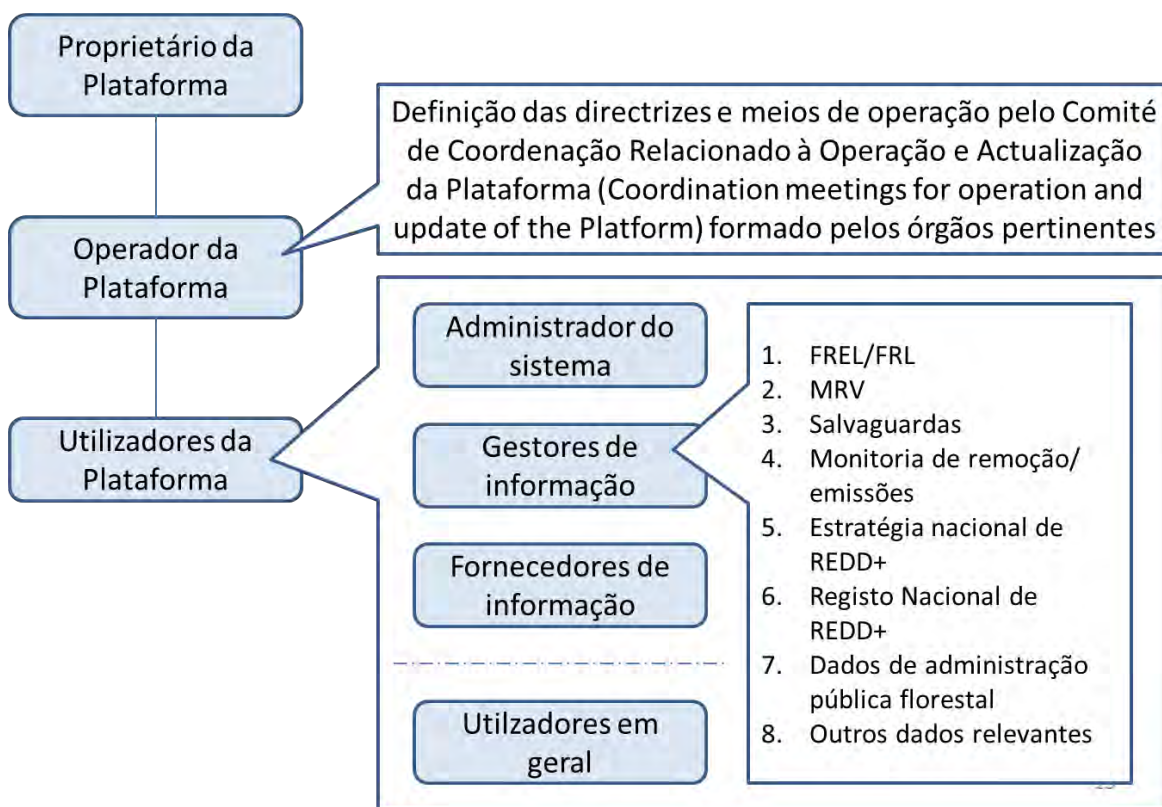 Proprietário da
Plataforma
Definição das directrizes e meios de operação pelo Comité
de Coordenação Relacionado à Operação e Actualização
da Plataforma (Coordination meetings for operation and
update of the Platform) formado pelos órgãos pertinentes
Operador da
Plataforma
Utilizadores da
Plataforma
Administrador do
sistema
Gestores de
informação
Fornecedores de
informação
Utilzadores em
geral
1. FREL/FRL
2. MRV
3. Salvaguardas
4. Monitoria de remoção/
emissões
5. Estratégia nacional de
REDD+
6. Registo Nacional de
REDD+
7. Dados de administração
pública florestal
8. Outros dados relevantes